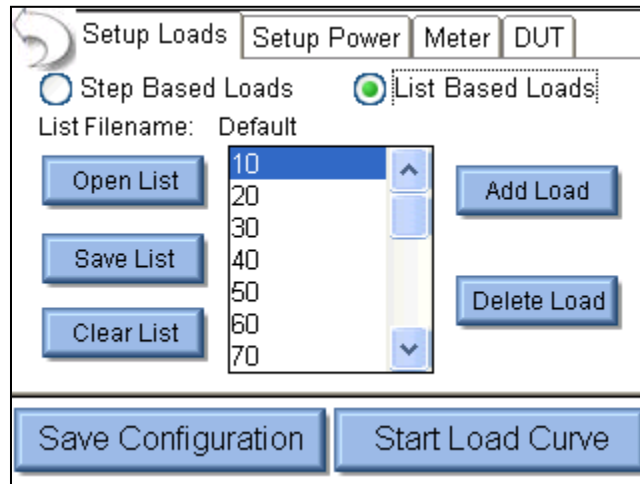 Setup Loads Setup Power Meter DUT
Step Based Loads List Based Loads
List Filename: Default
Open List
Save List
Clear List
10
20
30
40
50
60
70
Add Load
Delete Load
Save Configuration Start Load Curve